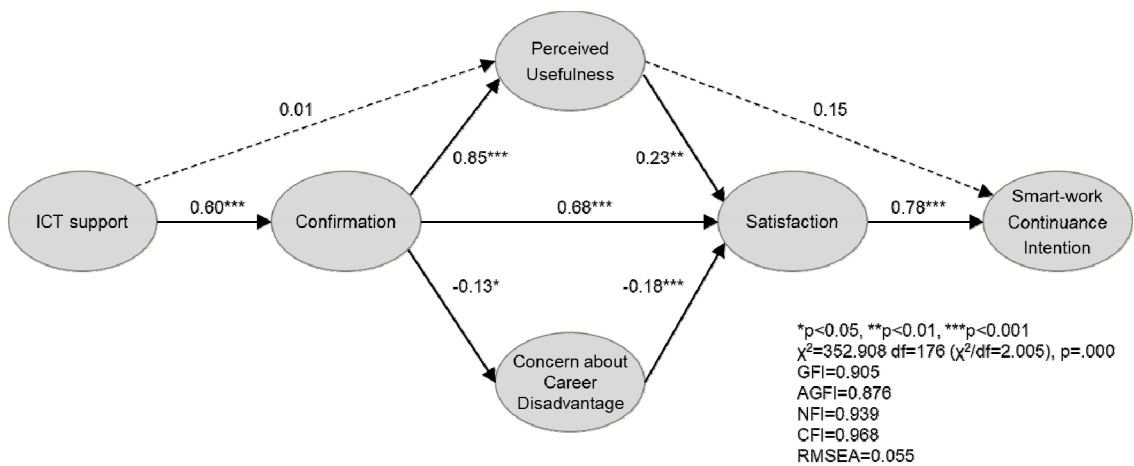 Perceived
Usefulness
0.01
0.15
0.85***
0.23**
ICT support
0.60***
Confirmation
0.68***
Satisfaction
0.78***
Smart-work
Continuance
Intention
-0.13*
-0.18***
Concern about
Career
Disadvantage
*p<0.05, **p<0.01, ***p<0.001
χ²=352.908 df=176 (χ²/df=2.005), p=.000
GFI=0.905
AGFI=0.876
NFI=0.939
CFI=0.968
RMSEA=0.055